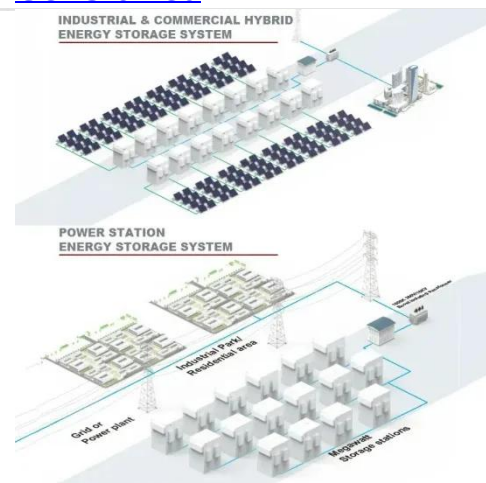 INDUSTRIAL & COMMERCIAL HYBRID
ENERGY STORAGE SYSTEM
POWER STATION
ENERGY STORAGE SYSTEM
Industrial Park/
Residential area
Grid or
Power plant
Megawatt
Storage stations